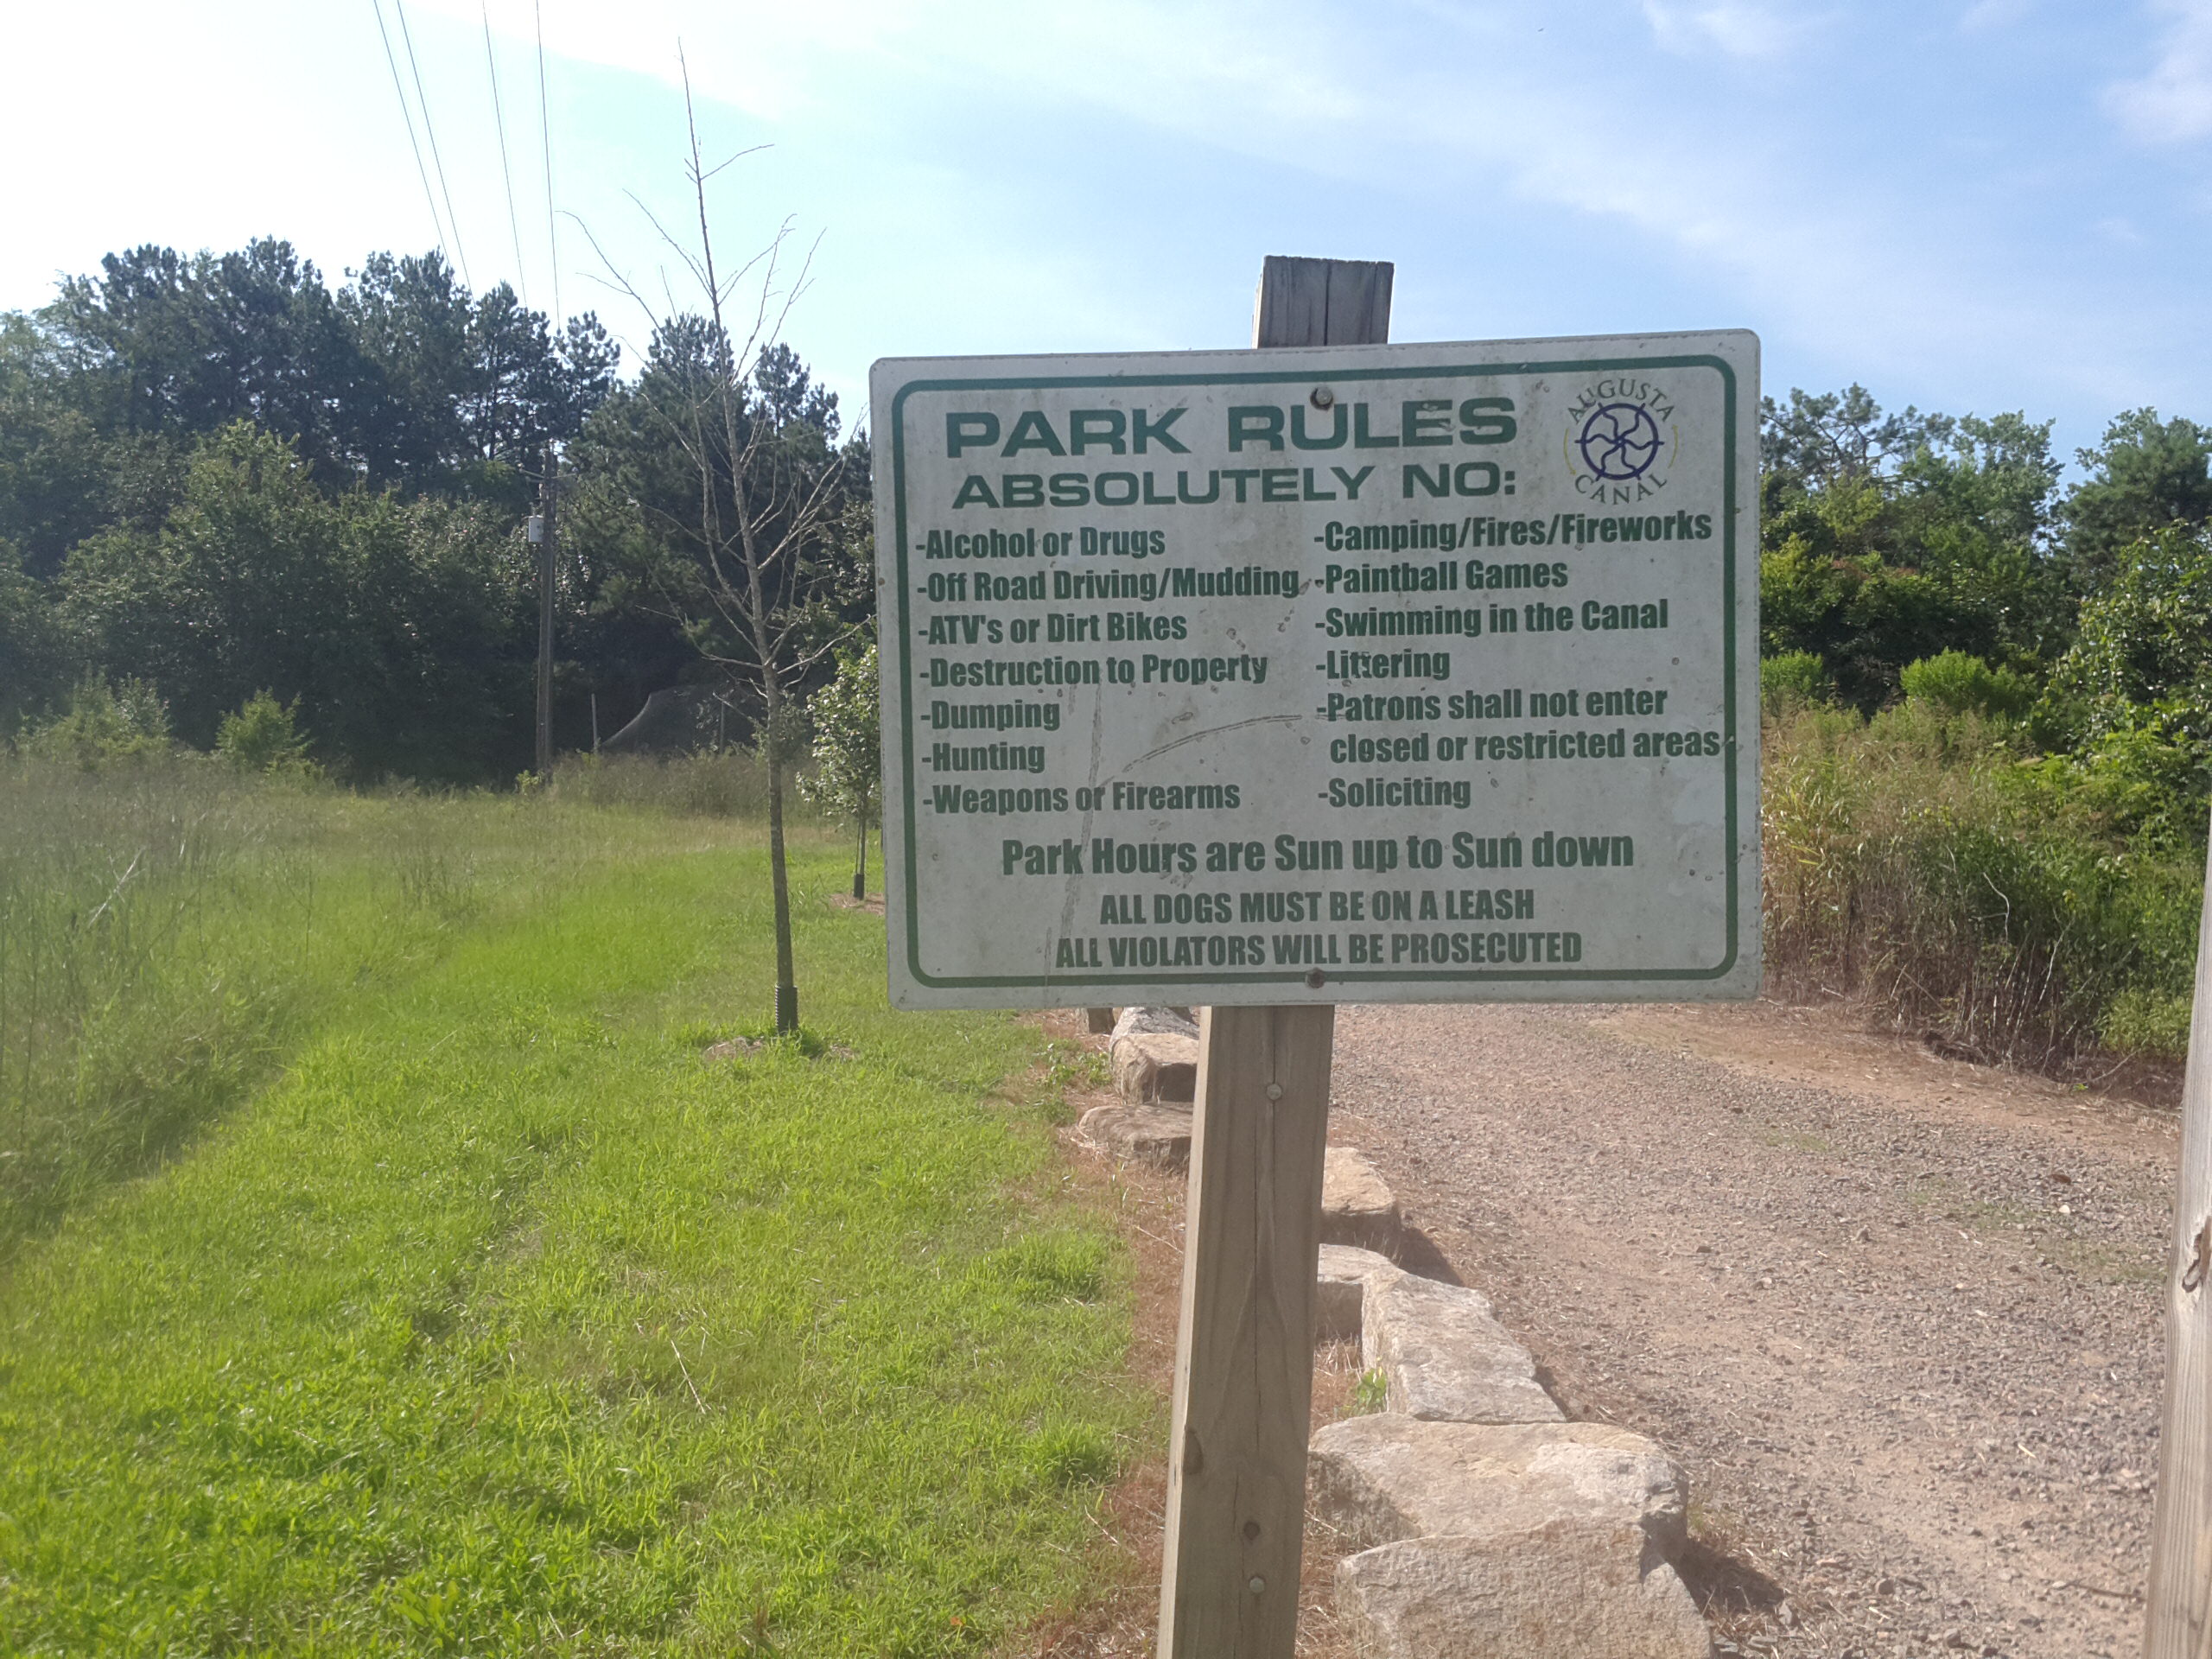 PARK RULES
AUGUSTA
CANAL
ABSOLUTELY NO:
-Alcohol or Drugs
-Off Road Driving/Mudding
-ATV's or Dirt Bikes
-Destruction to Property
-Dumping
-Hunting
-Weapons or Firearms
-Camping/Fires/Fireworks
-Paintball Games
-Swimming in the Canal
-Littering
-Patrons shall not enter
closed or restricted areas
-Soliciting
Park Hours are Sun up to Sun down
ALL DOGS MUST BE ON A LEASH
ALL VIOLATORS WILL BE PROSECUTED